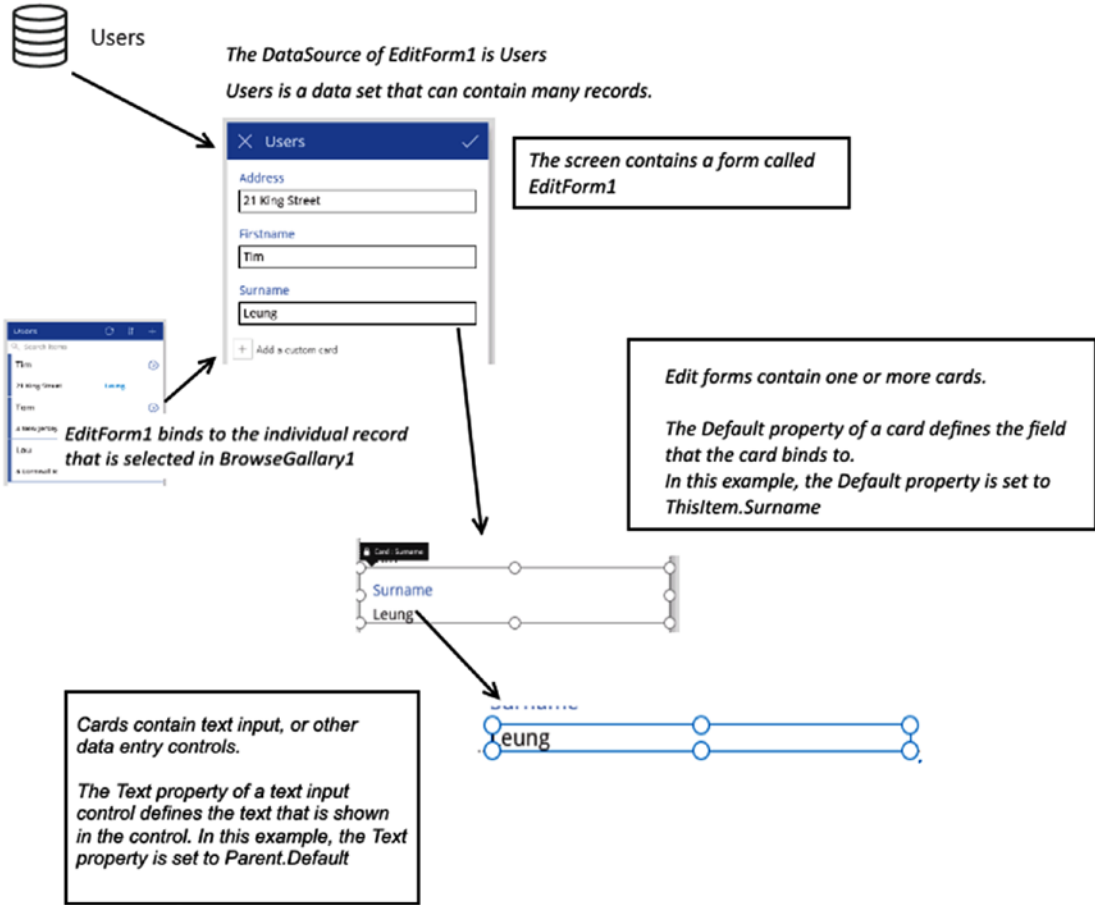 Users
The DataSource of EditForm1 is Users
Users is a data set that can contain many records.
Users
Address
21 King Street
Firstname
Tim
Surname
Leung
Add a custom card
The screen contains a form called
EditForm1
Users
Search items
Tim
21 King Street Leung
Tom
Lou
EditForm1 binds to the individual record
that is selected in BrowseGallary1
Edit forms contain one or more cards.
The Default property of a card defines the field
that the card binds to.
In this example, the Default property is set to
ThisItem.Surname
Card : Surname
Surname
Leung
Surname
eung
Cards contain text input, or other
data entry controls.
The Text property of a text input
control defines the text that is shown
in the control. In this example, the Text
property is set to Parent.Default